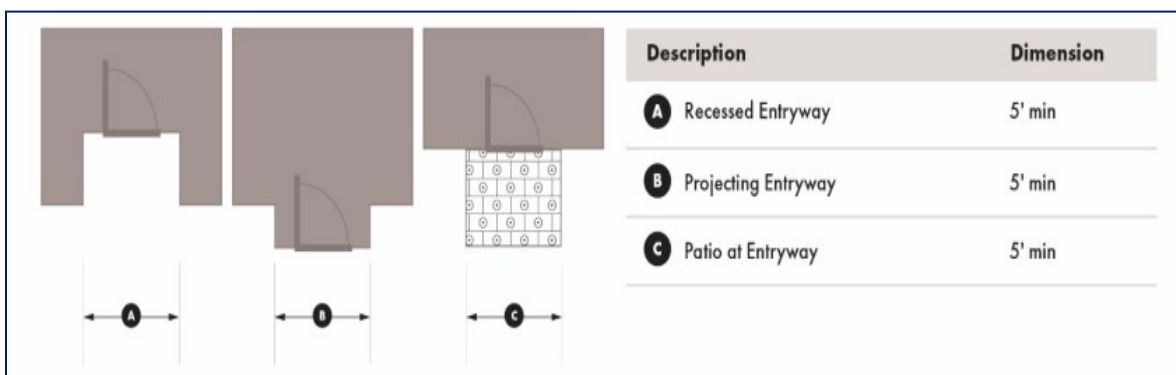 Description Dimension
A Recessed Entryway 5' min
B Projecting Entryway 5' min
C Patio at Entryway 5' min
A B C